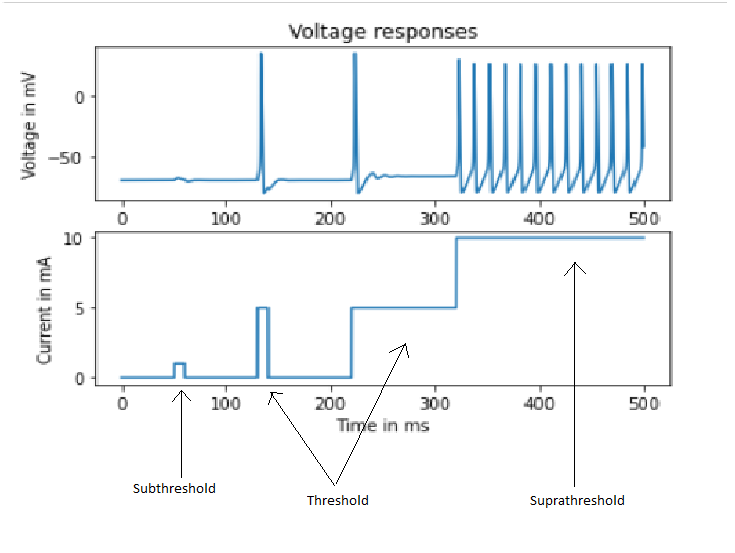 Voltage responses
Voltage in mV
0
−50
0 100 200 300 400 500
Current in mA
10
5
0
0 100 200 300 400 500
Time in ms
Subthreshold
Threshold
Suprathreshold